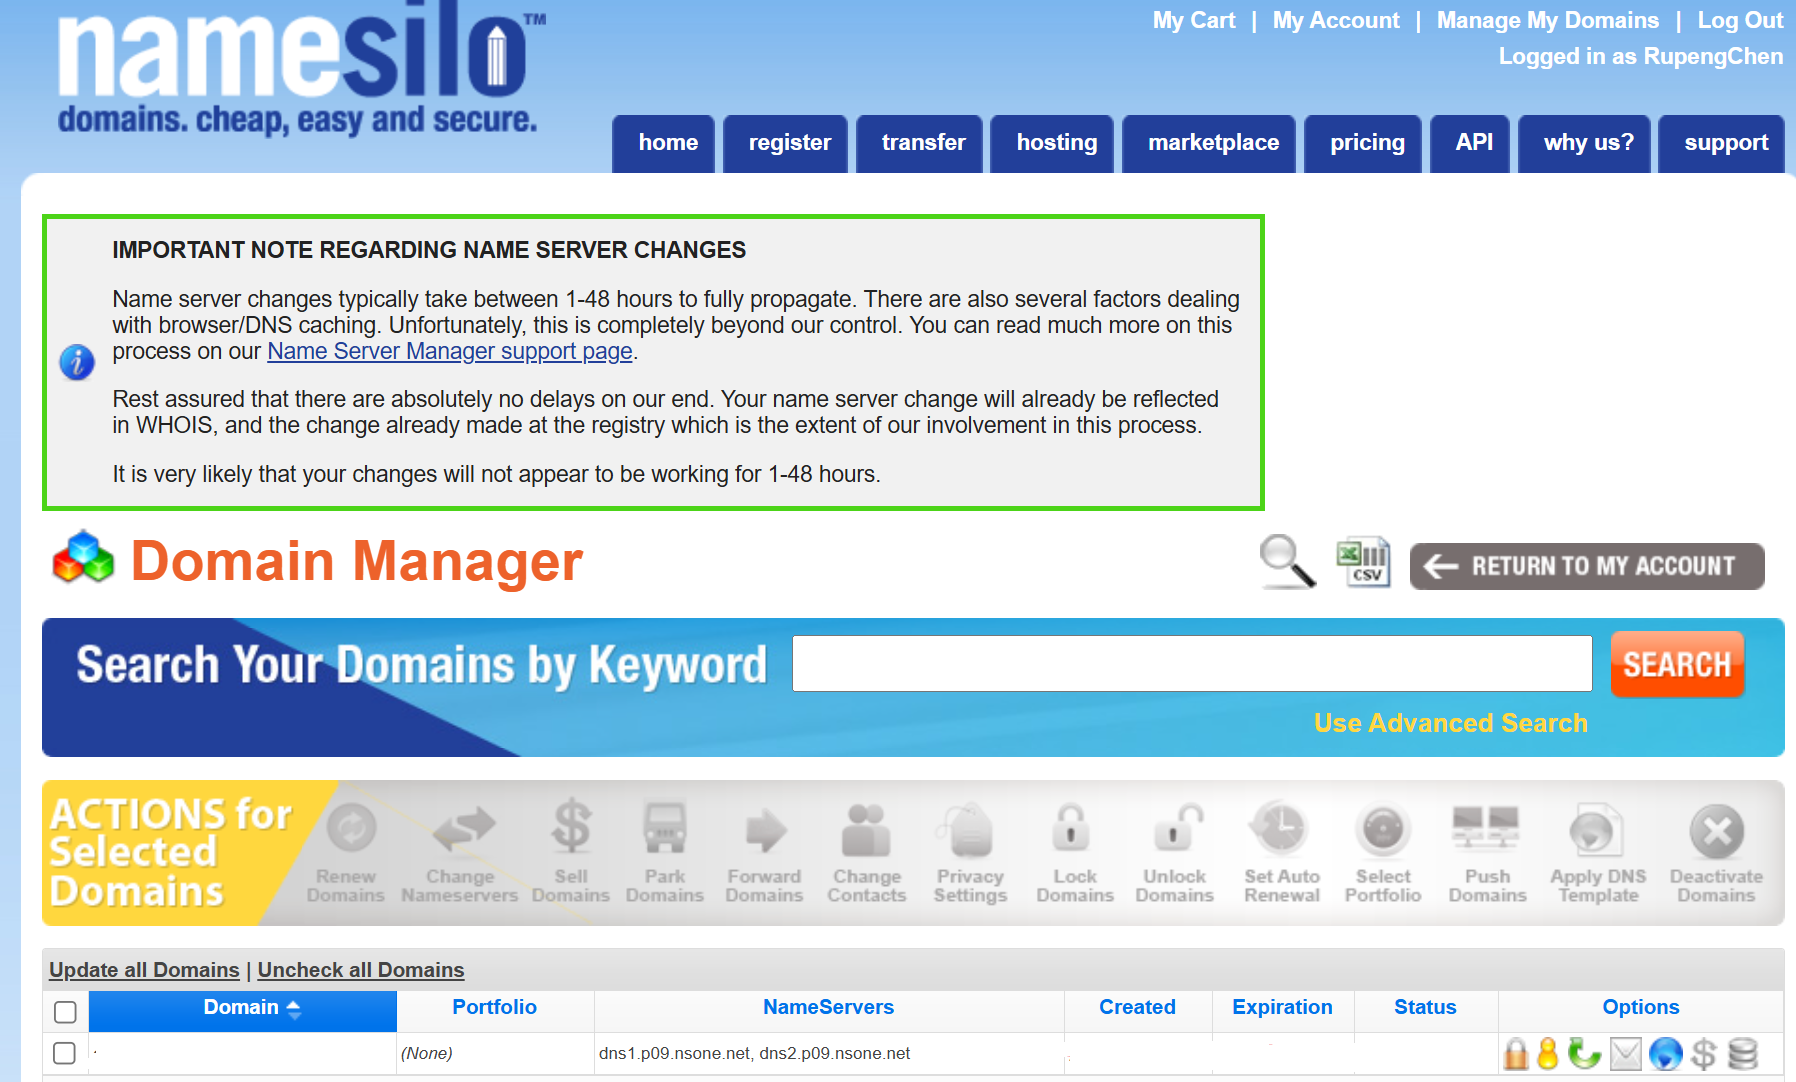 namesilo™
domains. cheap, easy and secure.
My Cart | My Account | Manage My Domains | Log Out
Logged in as RupengChen
home register transfer hosting marketplace pricing API why us? support
IMPORTANT NOTE REGARDING NAME SERVER CHANGES
Name server changes typically take between 1-48 hours to fully propagate. There are also several factors dealing
with browser/DNS caching. Unfortunately, this is completely beyond our control. You can read much more on this
process on our Name Server Manager support page.
Rest assured that there are absolutely no delays on our end. Your name server change will already be reflected
in WHOIS, and the change already made at the registry which is the extent of our involvement in this process.
It is very likely that your changes will not appear to be working for 1-48 hours.
Domain Manager
CSV
RETURN TO MY ACCOUNT
Search Your Domains by Keyword
SEARCH
Use Advanced Search
ACTIONS for
Selected
Domains
Renew Domains
Change Nameservers
Sell Domains
Park Domains
Forward Domains
Change Contacts
Privacy Settings
Lock Domains
Unlock Domains
Set Auto Renewal
Select Portfolio
Push Domains
Apply DNS Template
Deactivate Domains
Update all Domains | Uncheck all Domains
Domain Portfolio NameServers Created Expiration Status Options
(None) dns1.p09.nsone.net, dns2.p09.nsone.net